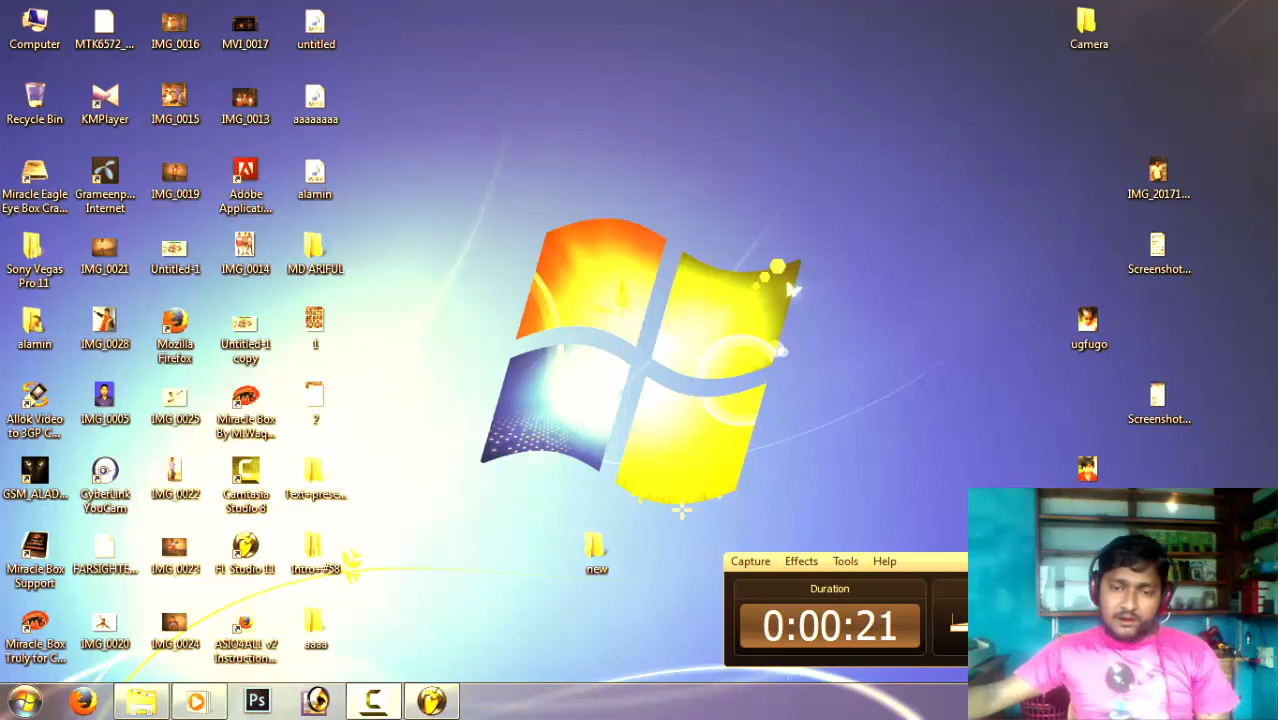 Computer
MTK6572_...
IMG_0016
MVI_0017
untitled
Camera
Recycle Bin
KMPlayer
IMG_0015
IMG_0013
aaaaaaaa
Miracle Eagle
Eye Box Cra...
Grameenp...
Internet
IMG_0019
Adobe
Applicati...
alamin
IMG_20171...
Sony Vegas
Pro 11
IMG_0021
Untitled-1
IMG_0014
MD ARIFUL
Screenshot...
alamin
IMG_0028
Mozilla
Firefox
Untitled-1
copy
1
ugfugo
Allok Video
to 3GP C...
IMG_0005
IMG_0025
Miracle Box
By M.Waq...
2
Screenshot...
GSM_ALAD...
CyberLink
YouCam
IMG_0022
Camtasia
Studio 8
Text+prese...
Miracle Box
Support
FARSIGHTE...
IMG_0023
FL Studio 11
Intro+#58
new
Miracle_Box
Truly for C...
IMG_0020
IMG_0024
ASIO4ALL v2
Instruction...
aaaa
Capture Effects Tools Help
Duration
0:00:21
Ps